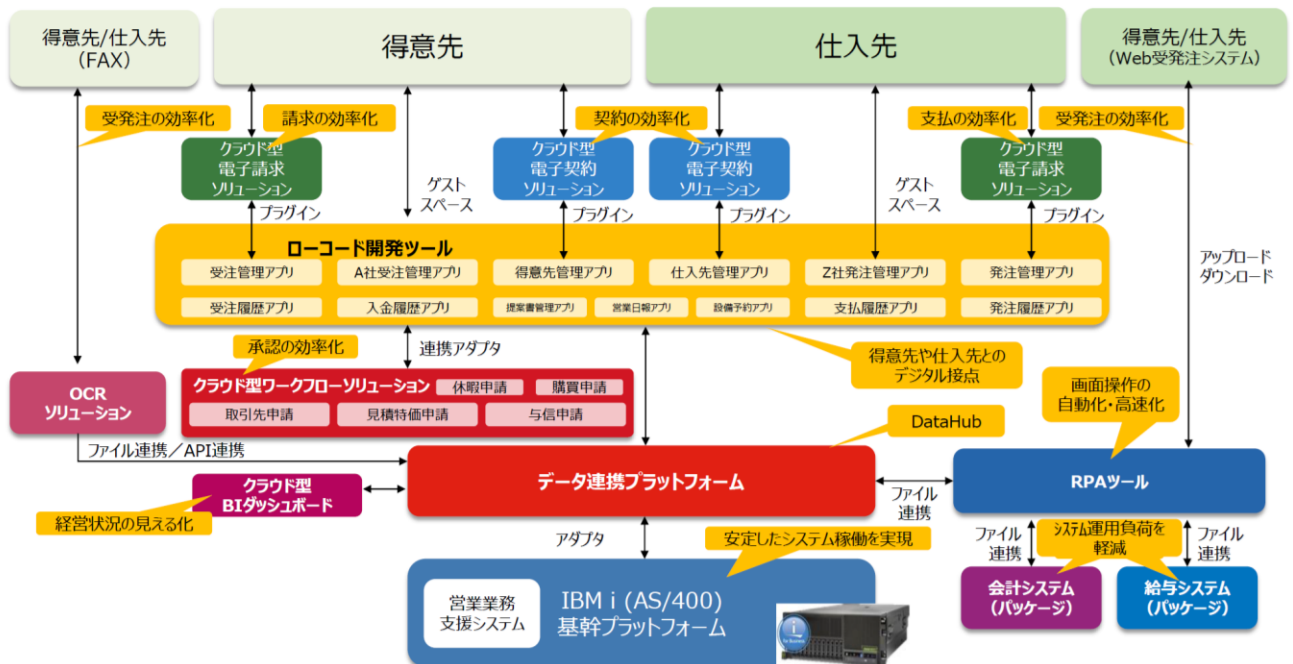 得意先/仕入先
(FAX)
得意先
仕入先
得意先/仕入先
(Web受発注システム)
受発注の効率化
請求の効率化
契約の効率化
支払の効率化
受発注の効率化
クラウド型
電子請求
ソリューション
クラウド型
電子契約
ソリューション
クラウド型
電子契約
ソリューション
クラウド型
電子請求
ソリューション
プラグイン
ゲスト
スペース
プラグイン
プラグイン
ゲスト
スペース
プラグイン
アップロード
ダウンロード
ローコード開発ツール
受注管理アプリ
A社受注管理アプリ
得意先管理アプリ
仕入先管理アプリ
Z社発注管理アプリ
発注管理アプリ
受注履歴アプリ
入金履歴アプリ
提案書管理アプリ
営業日報アプリ
設備予約アプリ
支払履歴アプリ
発注履歴アプリ
承認の効率化
連携アダプタ
得意先や仕入先との
デジタル接点
OCR
ソリューション
クラウド型ワークフローソリューション
休暇申請
購買申請
取引先申請
見積特価申請
与信申請
画面操作の
自動化・高速化
DataHub
ファイル連携/API連携
クラウド型
BIダッシュボード
経営状況の見える化
データ連携プラットフォーム
ファイル
連携
RPAツール
アダプタ
安定したシステム稼働を実現
ファイル
連携
システム運用負荷を
軽減
ファイル
連携
営業業務
支援システム
IBM i (AS/400)
基幹プラットフォーム
i
for Business
会計システム
(パッケージ)
給与システム
(パッケージ)